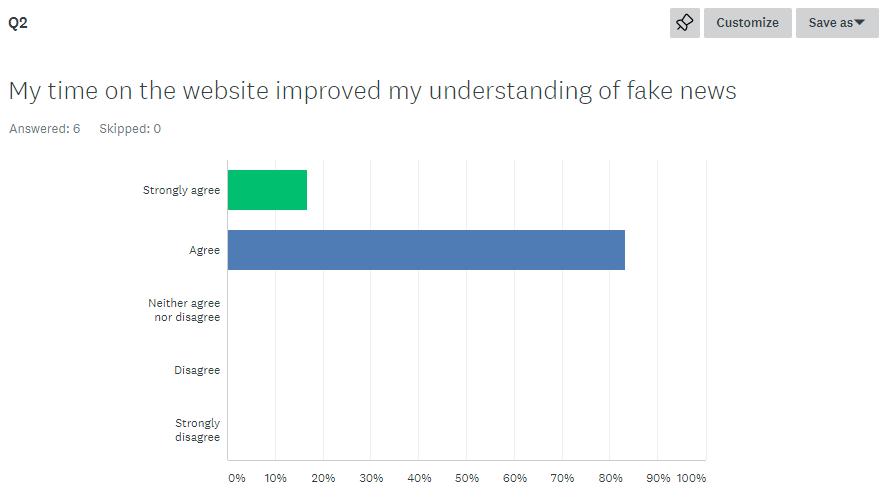 Q2
Customize
Save as
My time on the website improved my understanding of fake news
Answered: 6 Skipped: 0
Strongly agree
Agree
Neither agree
nor disagree
Disagree
Strongly
disagree
0% 10% 20% 30% 40% 50% 60% 70% 80% 90% 100%